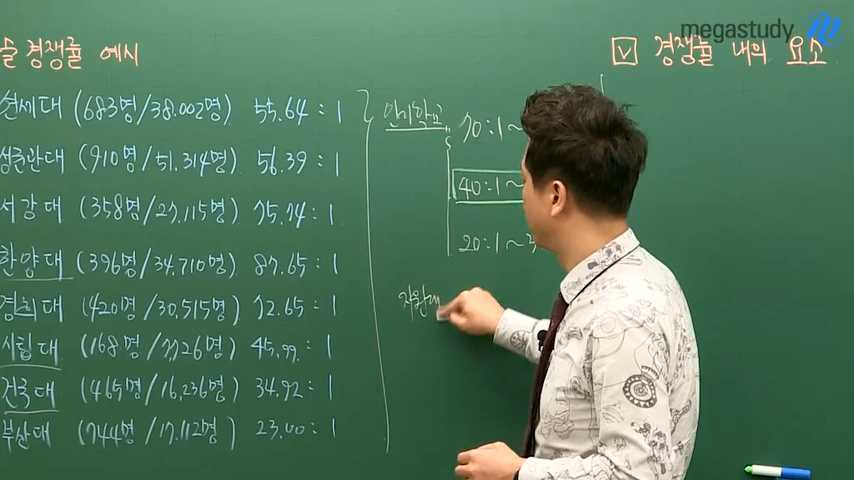 megastudy
술 경쟁률 예시
연세대 (683명/38,002명) 55.64 : 1
성균관대 (910명/51,314명) 56.39 : 1
서강대 (358명/27,115명) 75.74 : 1
한양대 (396명/34,710명) 87.65 : 1
경희대 (420명/30,515명) 72.65 : 1
시립대 (168명/7,726명) 45.99 : 1
건국대 (465명/16,236명) 34.92 : 1
부산대 (744명/17,112명) 23.00 : 1
인기학교
70:1~
40:1~
20:1~
V 경쟁률 내의 요소